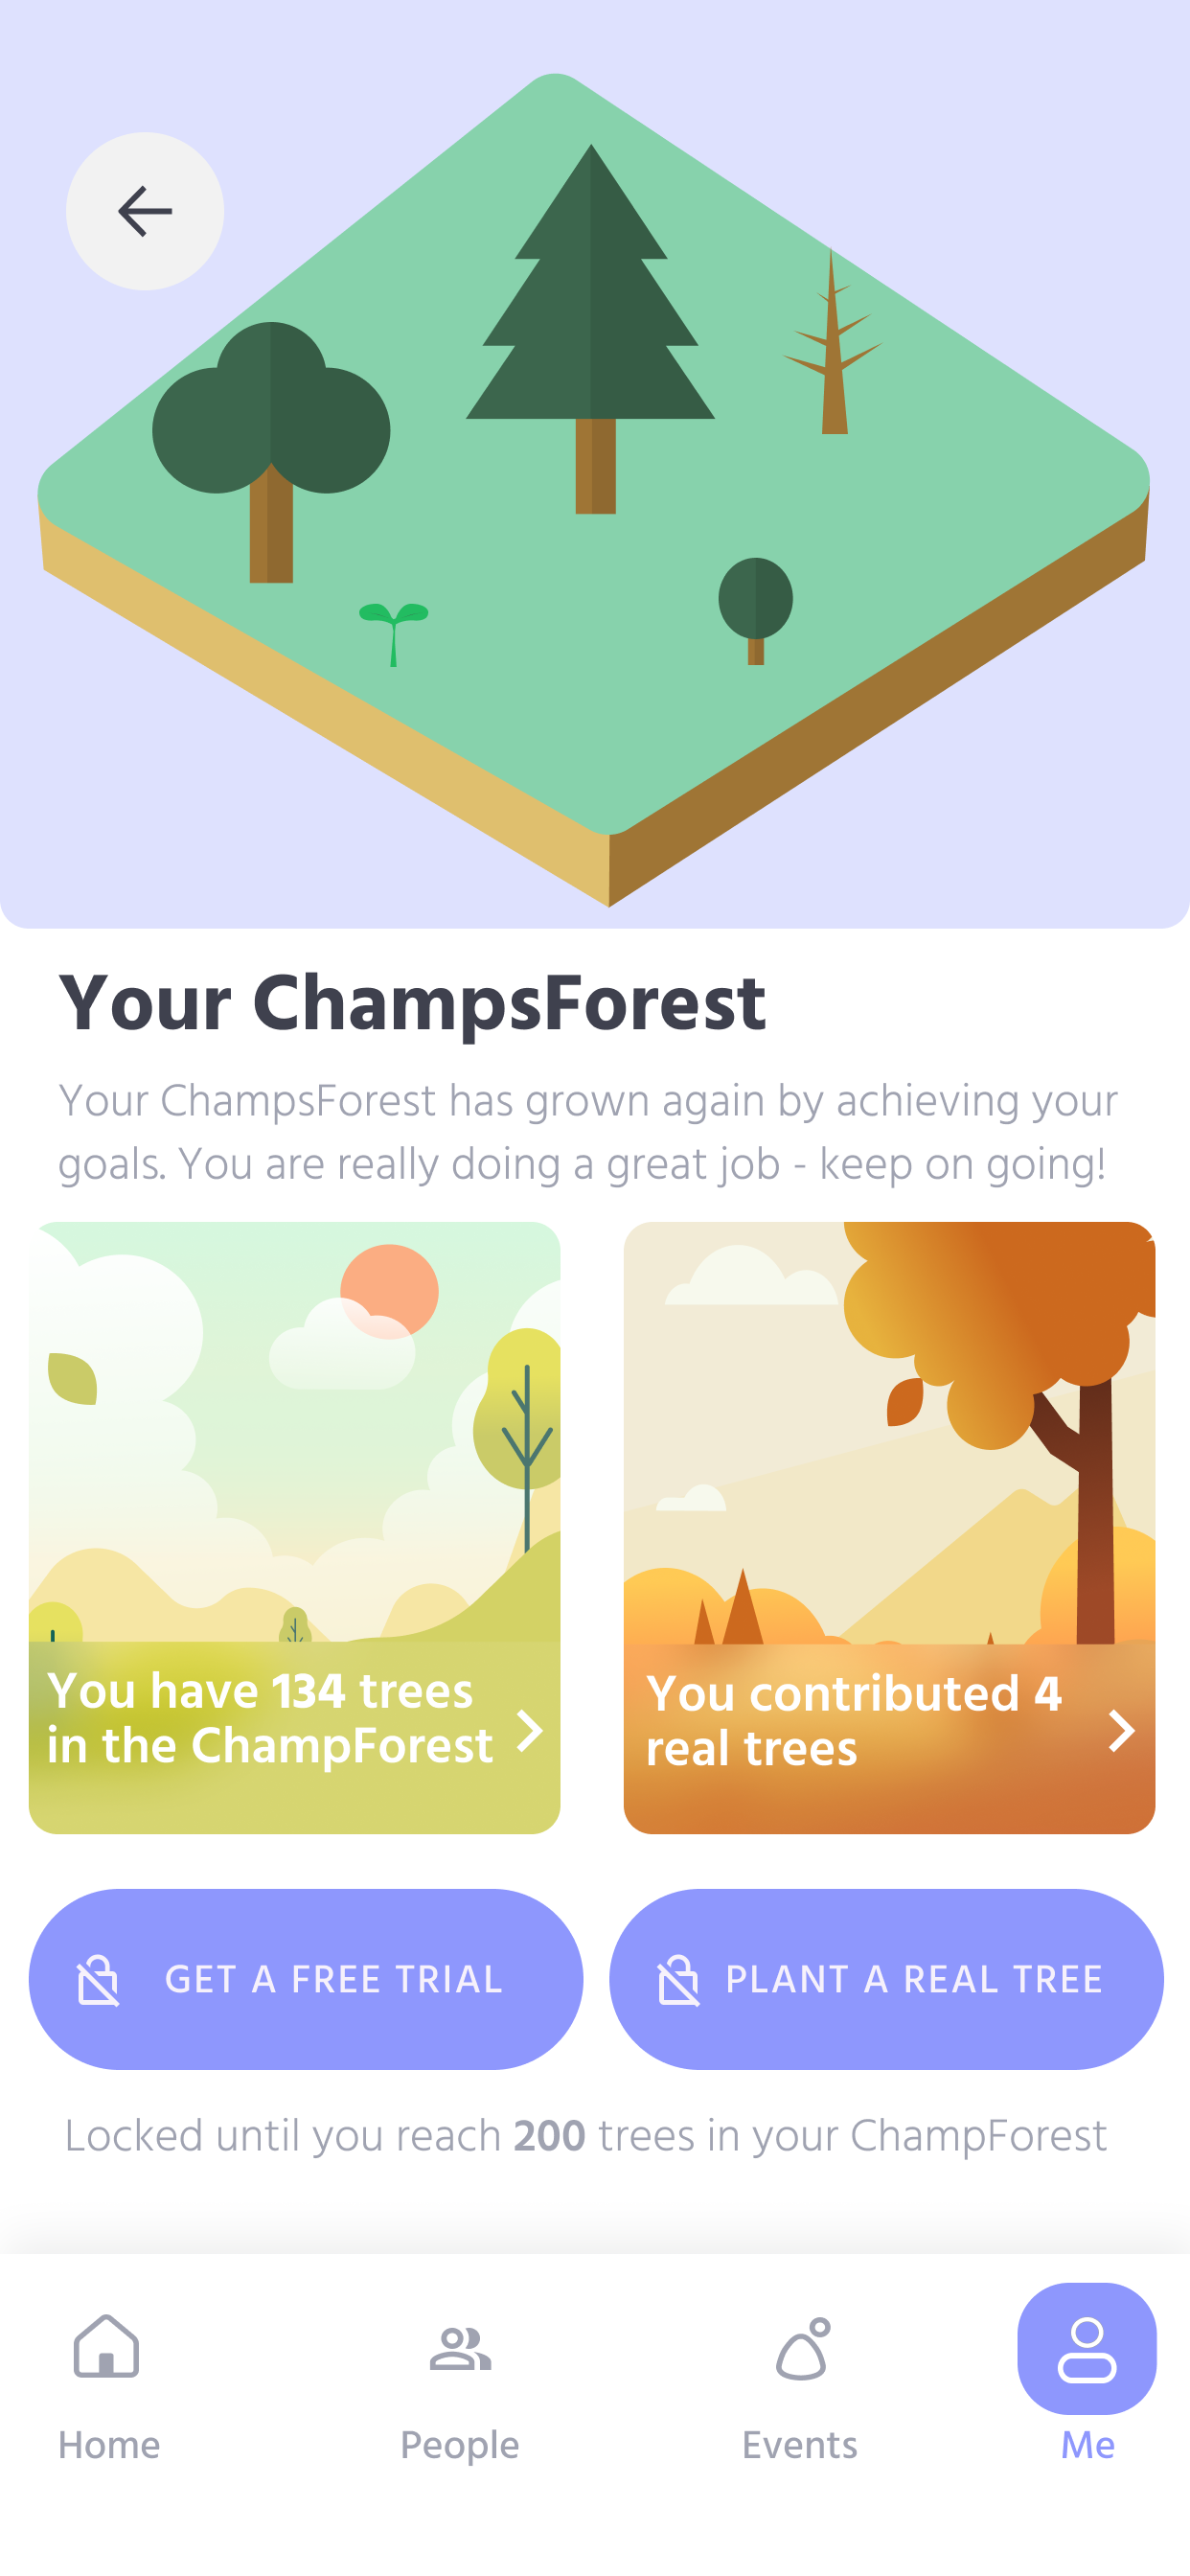 Your ChampsForest
Your ChampsForest has grown again by achieving your
goals. You are really doing a great job - keep on going!
You have 134 trees
in the ChampForest
You contributed 4
real trees
GET A FREE TRIAL
PLANT A REAL TREE
Locked until you reach 200 trees in your ChampForest
Home
People
Events
Me